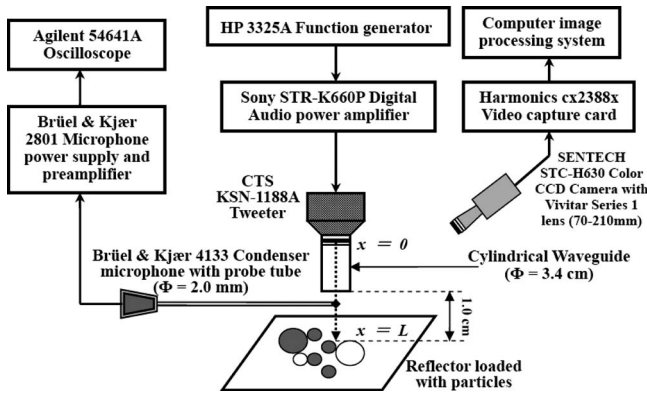 Agilent 54641A
Oscilloscope
HP 3325A Function generator
Computer image
processing system
Brüel & Kjær
2801 Microphone
power supply and
preamplifier
Sony STR-K660P Digital
Audio power amplifier
Harmonics cx2388x
Video capture card
CTS
KSN-1188A
Tweeter
SENTECH
STC-H630 Color
CCD Camera with
Vivitar Series 1
lens (70-210mm)
x = 0
Brüel & Kjær 4133 Condenser
microphone with probe tube
(Φ = 2.0 mm)
Cylindrical Waveguide
(Φ = 3.4 cm)
1.0 cm
x = L
Reflector loaded
with particles